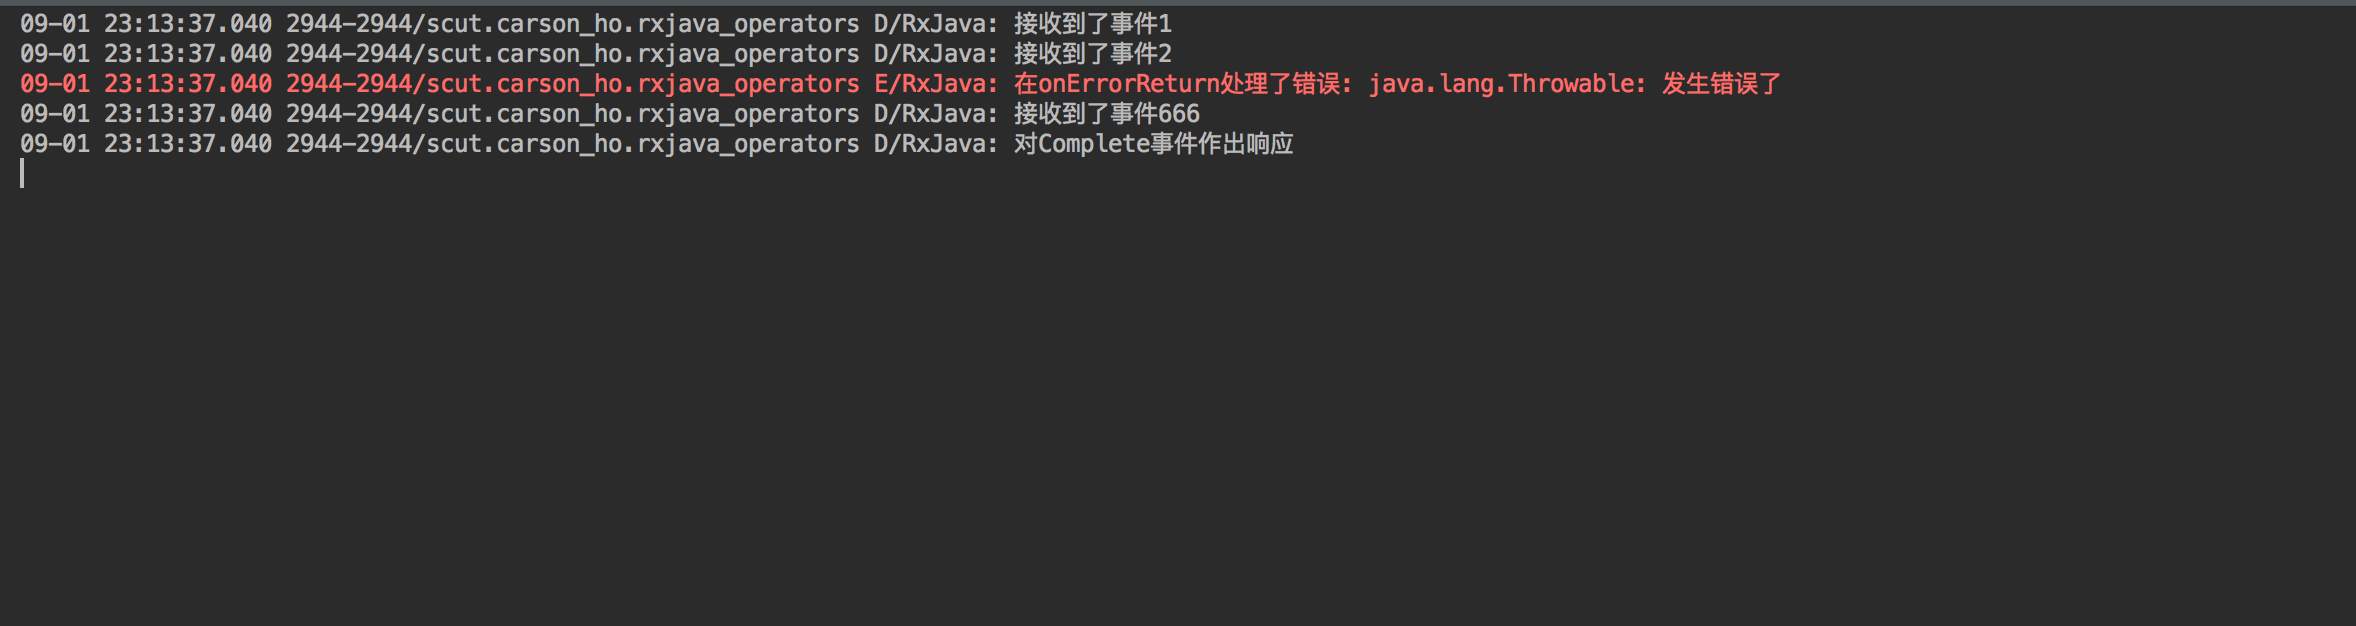 09-01 23:13:37.040 2944-2944/scut.carson_ho.rxjava_operators D/RxJava: 接收到了事件1
09-01 23:13:37.040 2944-2944/scut.carson_ho.rxjava_operators D/RxJava: 接收到了事件2
09-01 23:13:37.040 2944-2944/scut.carson_ho.rxjava_operators E/RxJava: 在onErrorReturn处理了错误: java.lang.Throwable: 发生错误了
09-01 23:13:37.040 2944-2944/scut.carson_ho.rxjava_operators D/RxJava: 接收到了事件666
09-01 23:13:37.040 2944-2944/scut.carson_ho.rxjava_operators D/RxJava: 对Complete事件作出响应